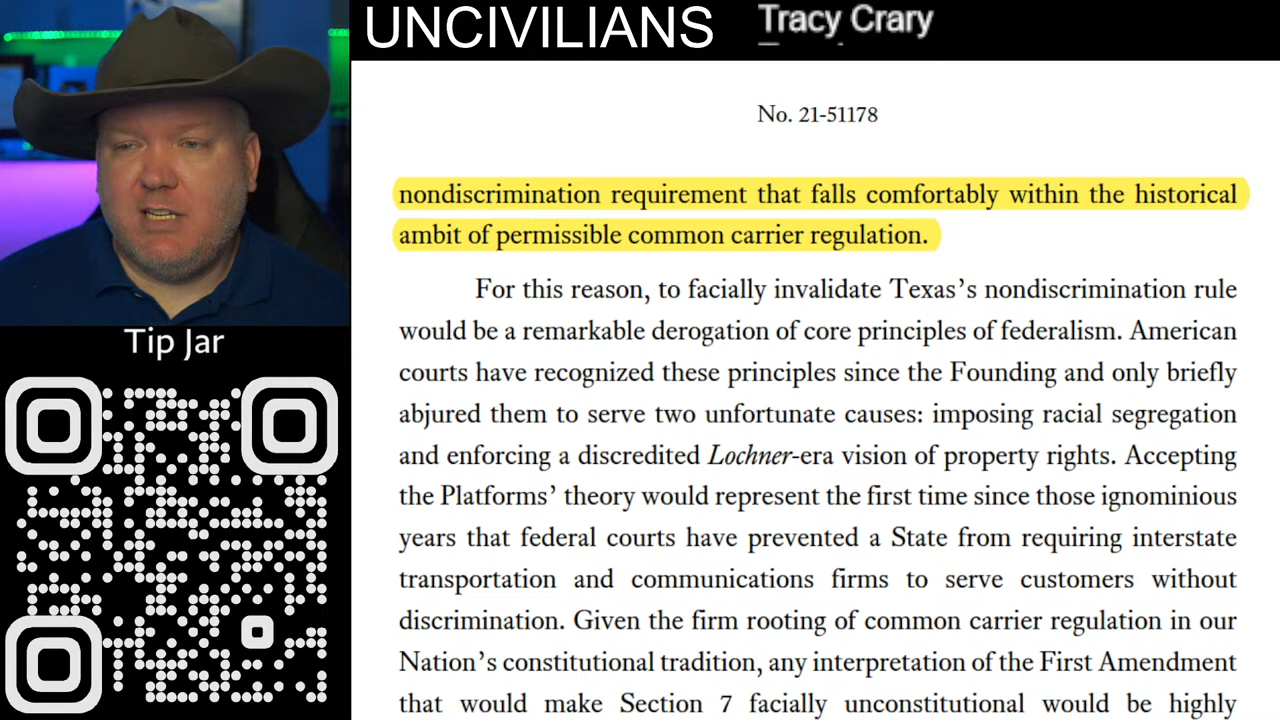 UNCIVILIANS
Tracy Crary
Tip Jar
No. 21-51178
nondiscrimination requirement that falls comfortably within the historical
ambit of permissible common carrier regulation.
For this reason, to facially invalidate Texas’s nondiscrimination rule
would be a remarkable derogation of core principles of federalism. American
courts have recognized these principles since the Founding and only briefly
abjured them to serve two unfortunate causes: imposing racial segregation
and enforcing a discredited Lochner-era vision of property rights. Accepting
the Platforms’ theory would represent the first time since those ignominious
years that federal courts have prevented a State from requiring interstate
transportation and communications firms to serve customers without
discrimination. Given the firm rooting of common carrier regulation in our
Nation’s constitutional tradition, any interpretation of the First Amendment
that would make Section 7 facially unconstitutional would be highly